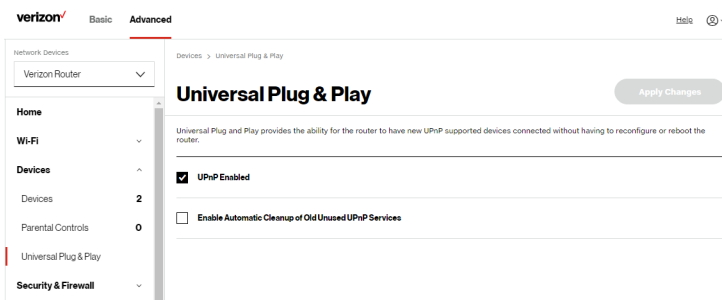 verizon✓
Basic
Advanced
Help
Network Devices
Verizon Router
Devices > Universal Plug & Play
Home
Wi-Fi
Devices
Devices 2
Parental Controls 0
Universal Plug & Play
Security & Firewall
Universal Plug & Play
Apply Changes
Universal Plug and Play provides the ability for the router to have new UPnP supported devices connected without having to reconfigure or reboot the
router.
UPnP Enabled
Enable Automatic Cleanup of Old Unused UPnP Services